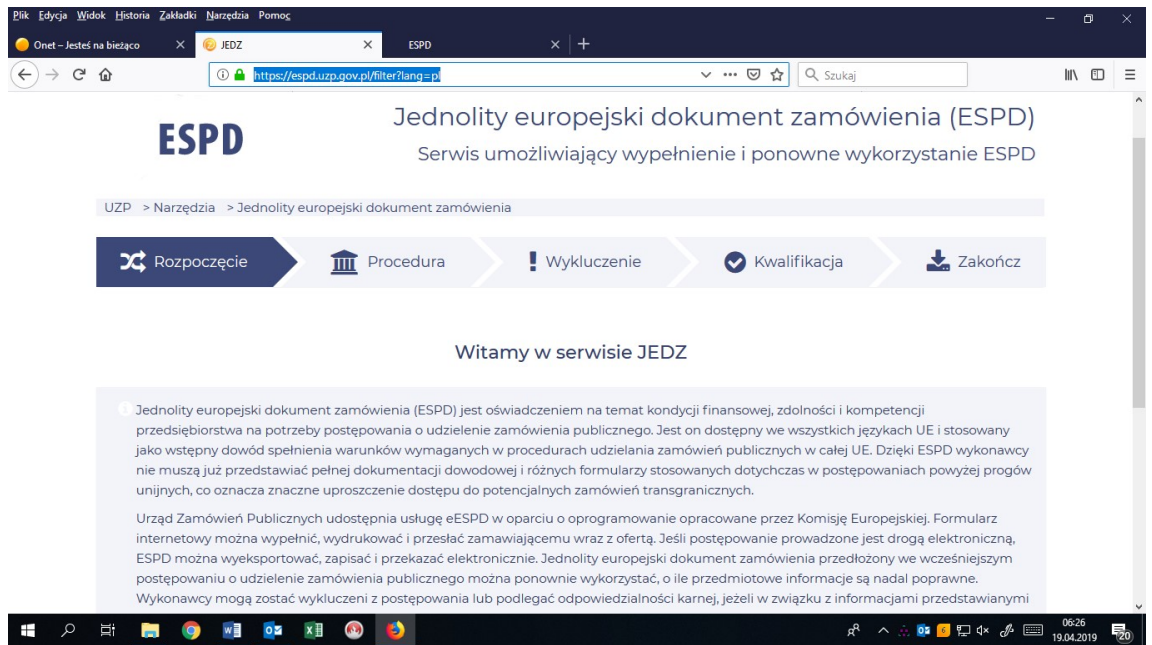 Plik Edycja Widok Historia Zakładki Narzędzia Pomoc
Onet – Jesteś na bieżąco
JEDZ
ESPD
https://espd.uzp.gov.pl/filter?lang=pl
Szukaj
ESPD
Jednolity europejski dokument zamówienia (ESPD)
Serwis umożliwiający wypełnienie i ponowne wykorzystanie ESPD
UZP > Narzędzia > Jednolity europejski dokument zamówienia
Rozpoczęcie
Procedura
Wykluczenie
Kwalifikacja
Zakończ
Witamy w serwisie JEDZ
Jednolity europejski dokument zamówienia (ESPD) jest oświadczeniem na temat kondycji finansowej, zdolności i kompetencji
przedsiębiorstwa na potrzeby postępowania o udzielenie zamówienia publicznego. Jest on dostępny we wszystkich językach UE i stosowany
jako wstępny dowód spełnienia warunków wymaganych w procedurach udzielania zamówień publicznych w całej UE. Dzięki ESPD wykonawcy
nie muszą już przedstawiać pełnej dokumentacji dowodowej i różnych formularzy stosowanych dotychczas w postępowaniach powyżej progów
unijnych, co oznacza znaczne uproszczenie dostępu do potencjalnych zamówień transgranicznych.
Urząd Zamówień Publicznych udostępnia usługę eESPD w oparciu o oprogramowanie opracowane przez Komisję Europejskiej. Formularz
internetowy można wypełnić, wydrukować i przesłać zamawiającemu wraz z ofertą. Jeśli postępowanie prowadzone jest drogą elektroniczną,
ESPD można wyeksportować, zapisać i przekazać elektronicznie. Jednolity europejski dokument zamówienia przedłożony we wcześniejszym
postępowaniu o udzielenie zamówienia publicznego można ponownie wykorzystać, o ile przedmiotowe informacje są nadal poprawne.
Wykonawcy mogą zostać wykluczeni z postępowania lub podlegać odpowiedzialności karnej, jeżeli w związku z informacjami przedstawianymi
06:26
19.04.2019
20